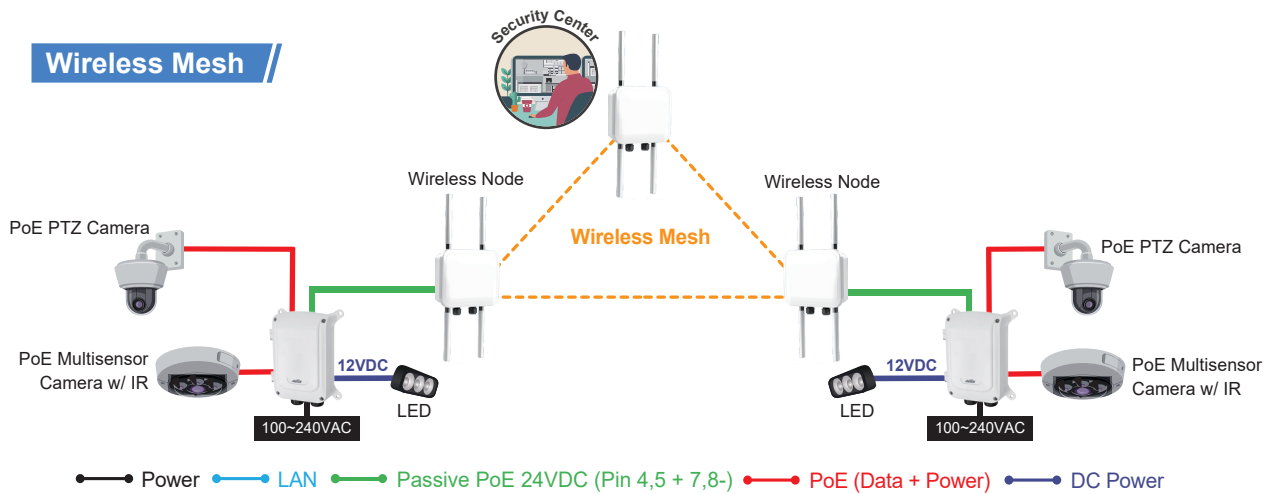 Security Center
Wireless Mesh
Wireless Node
Wireless Node
PoE PTZ Camera
Wireless Mesh
PoE PTZ Camera
PoE Multisensor
Camera w/ IR
12VDC
LED
100~240VAC
12VDC
LED
PoE Multisensor
Camera w/ IR
100~240VAC
Power
LAN
Passive PoE 24VDC (Pin 4,5 + 7,8-)
PoE (Data + Power)
DC Power